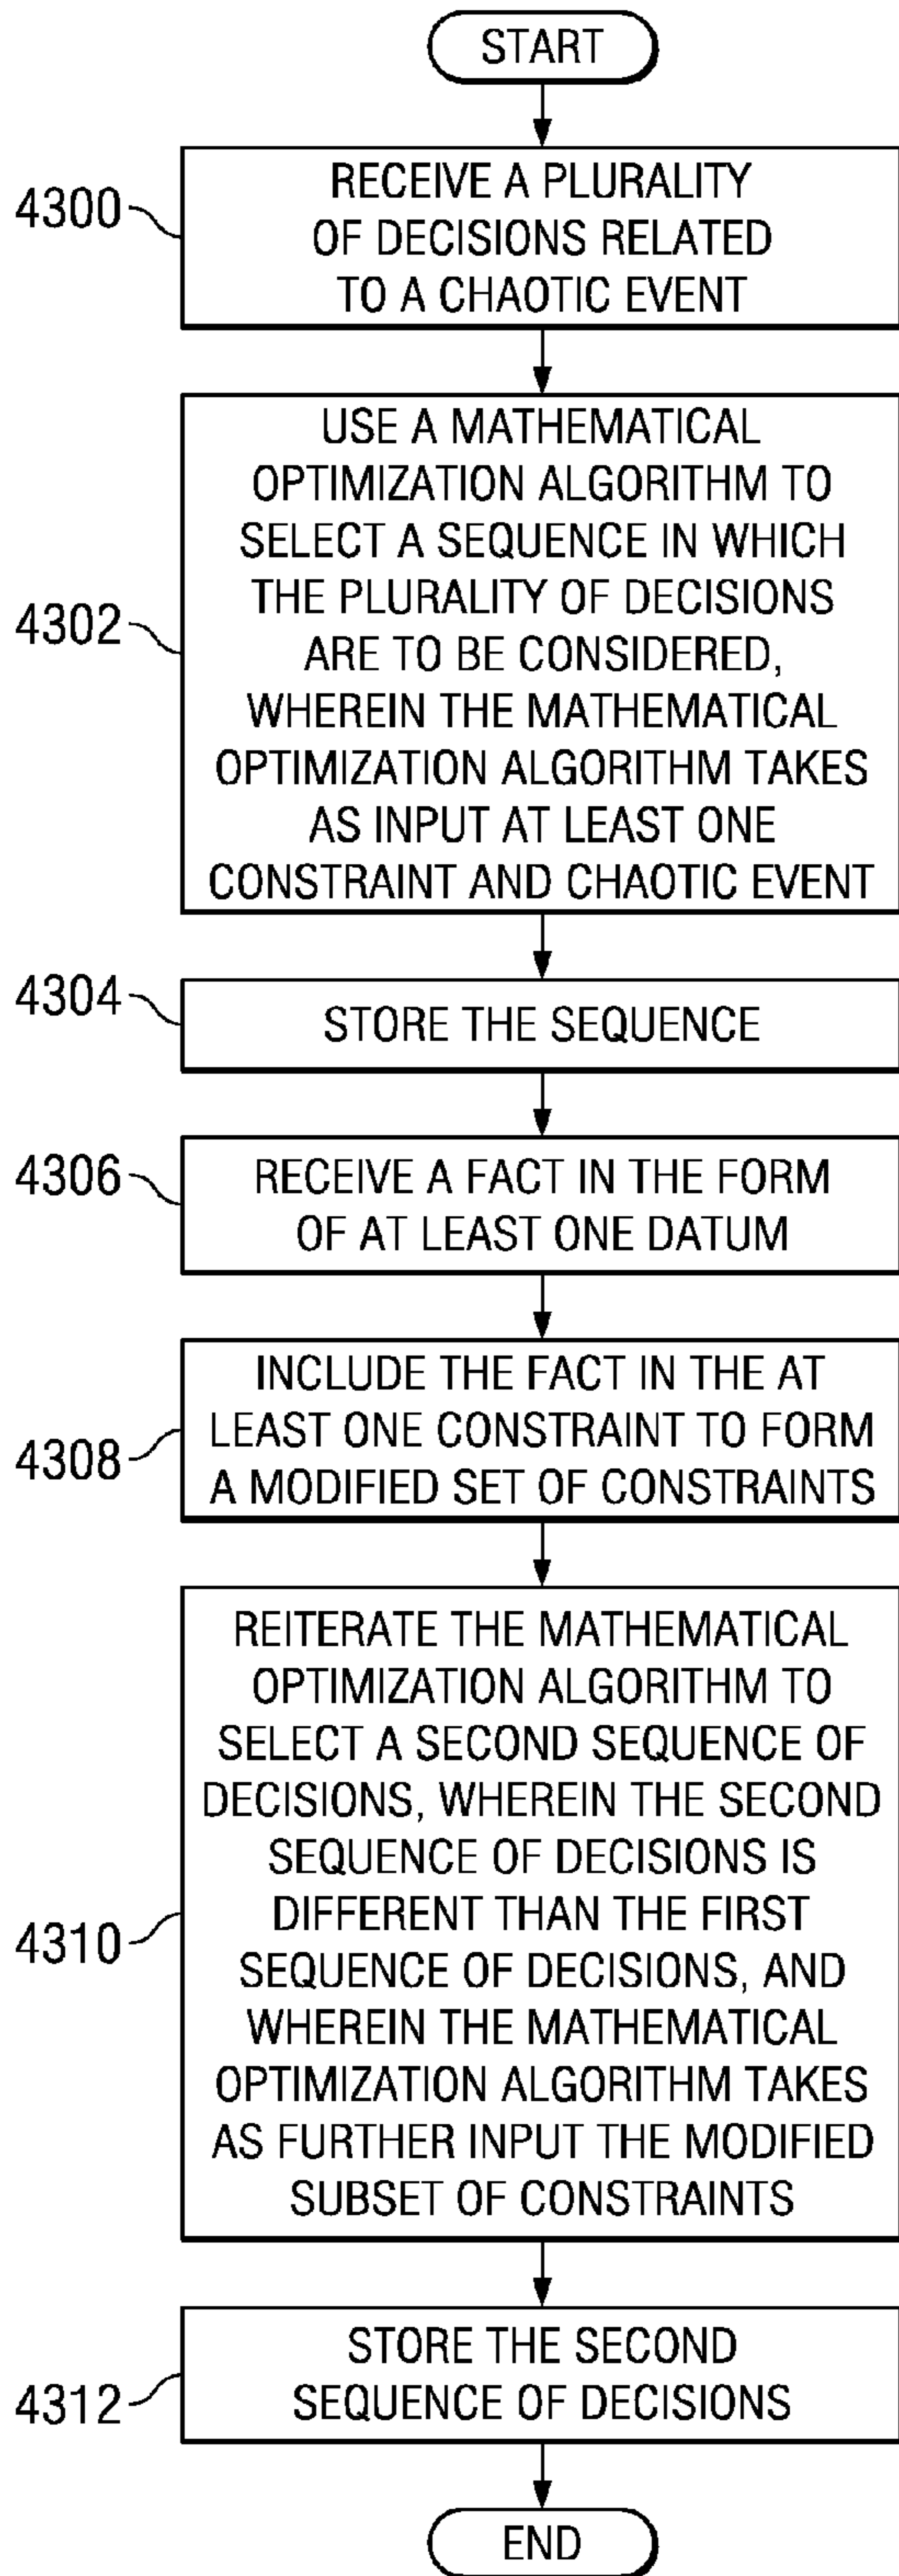 START
4300
RECEIVE A PLURALITY
OF DECISIONS RELATED
TO A CHAOTIC EVENT
4302
USE A MATHEMATICAL
OPTIMIZATION ALGORITHM TO
SELECT A SEQUENCE IN WHICH
THE PLURALITY OF DECISIONS
ARE TO BE CONSIDERED,
WHEREIN THE MATHEMATICAL
OPTIMIZATION ALGORITHM TAKES
AS INPUT AT LEAST ONE
CONSTRAINT AND CHAOTIC EVENT
4304
STORE THE SEQUENCE
4306
RECEIVE A FACT IN THE FORM
OF AT LEAST ONE DATUM
4308
INCLUDE THE FACT IN THE AT
LEAST ONE CONSTRAINT TO FORM
A MODIFIED SET OF CONSTRAINTS
4310
REITERATE THE MATHEMATICAL
OPTIMIZATION ALGORITHM TO
SELECT A SECOND SEQUENCE OF
DECISIONS, WHEREIN THE SECOND
SEQUENCE OF DECISIONS IS
DIFFERENT THAN THE FIRST
SEQUENCE OF DECISIONS, AND
WHEREIN THE MATHEMATICAL
OPTIMIZATION ALGORITHM TAKES
AS FURTHER INPUT THE MODIFIED
SUBSET OF CONSTRAINTS
4312
STORE THE SECOND
SEQUENCE OF DECISIONS
END